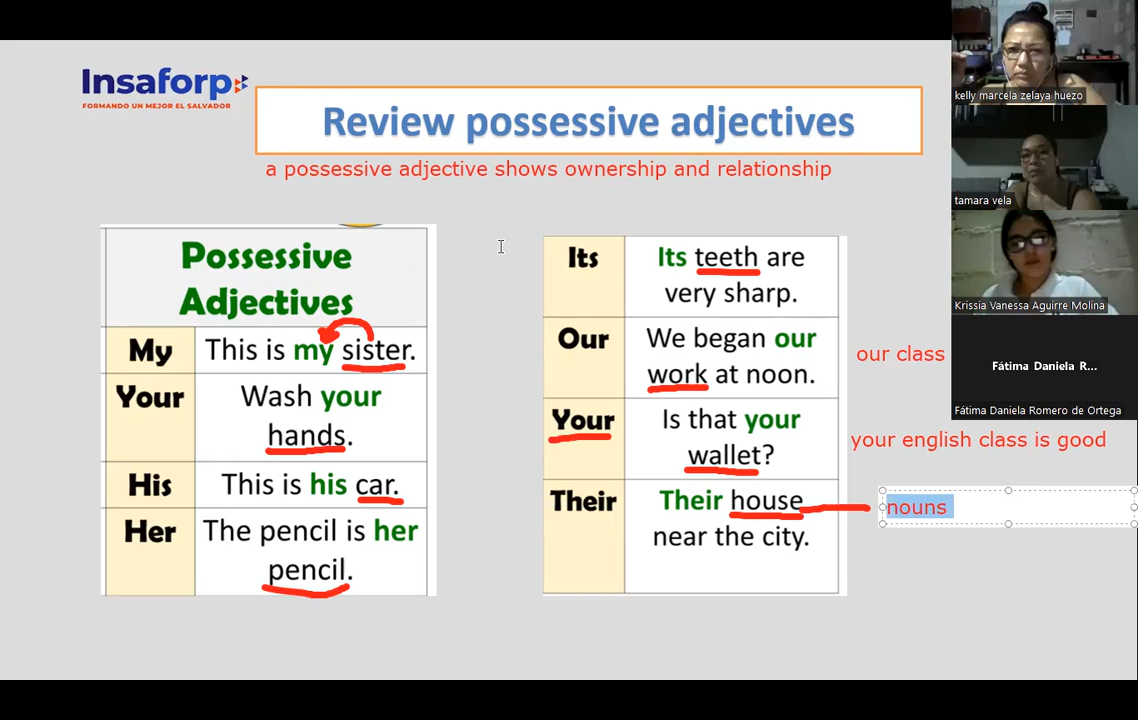 Insaforp
FORMANDO UN MEJOR EL SALVADOR
Review possessive adjectives
a possessive adjective shows ownership and relationship
Possessive
Adjectives
My This is my sister.
Your Wash your
hands.
His This is his car.
Her The pencil is her
pencil.
Its Its teeth are
very sharp.
Our We began our
work at noon.
our class
Your Is that your
wallet?
your english class is good
Their Their house
near the city.
nouns
kelly marcela zelaya huezo
tamara vela
Krissia Vanessa Aguirre Molina
Fátima Daniela R...
Fátima Daniela Romero de Ortega